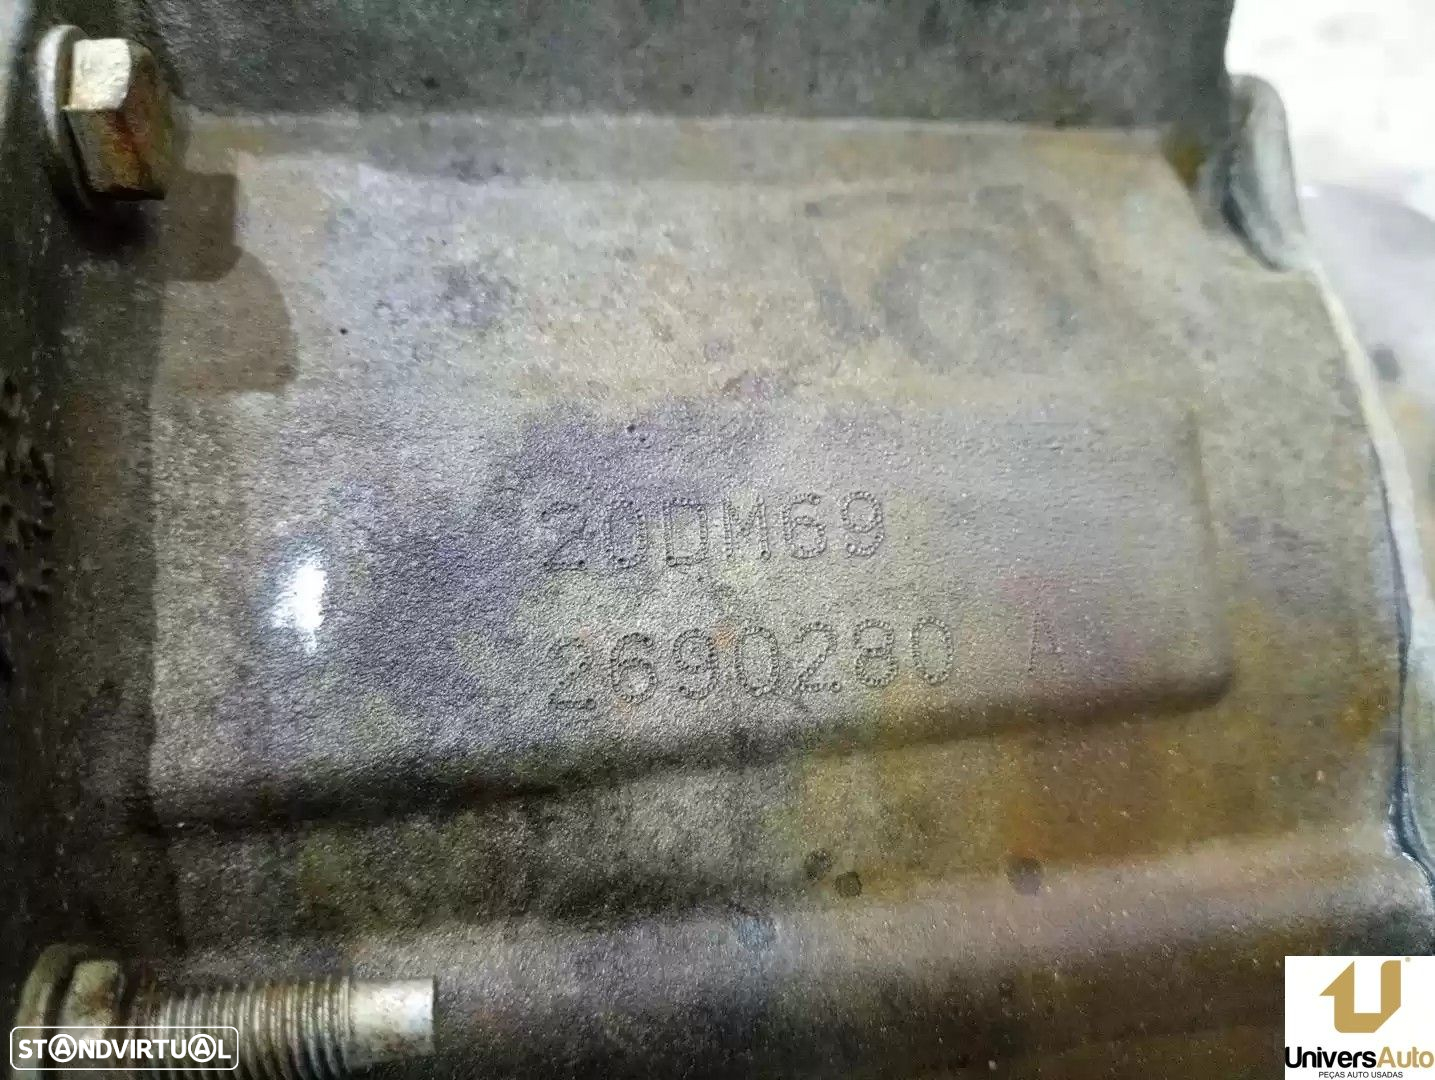 20DM69
2690280
STANDVIRTUAL
UniversAuto
PEÇAS AUTO USADAS